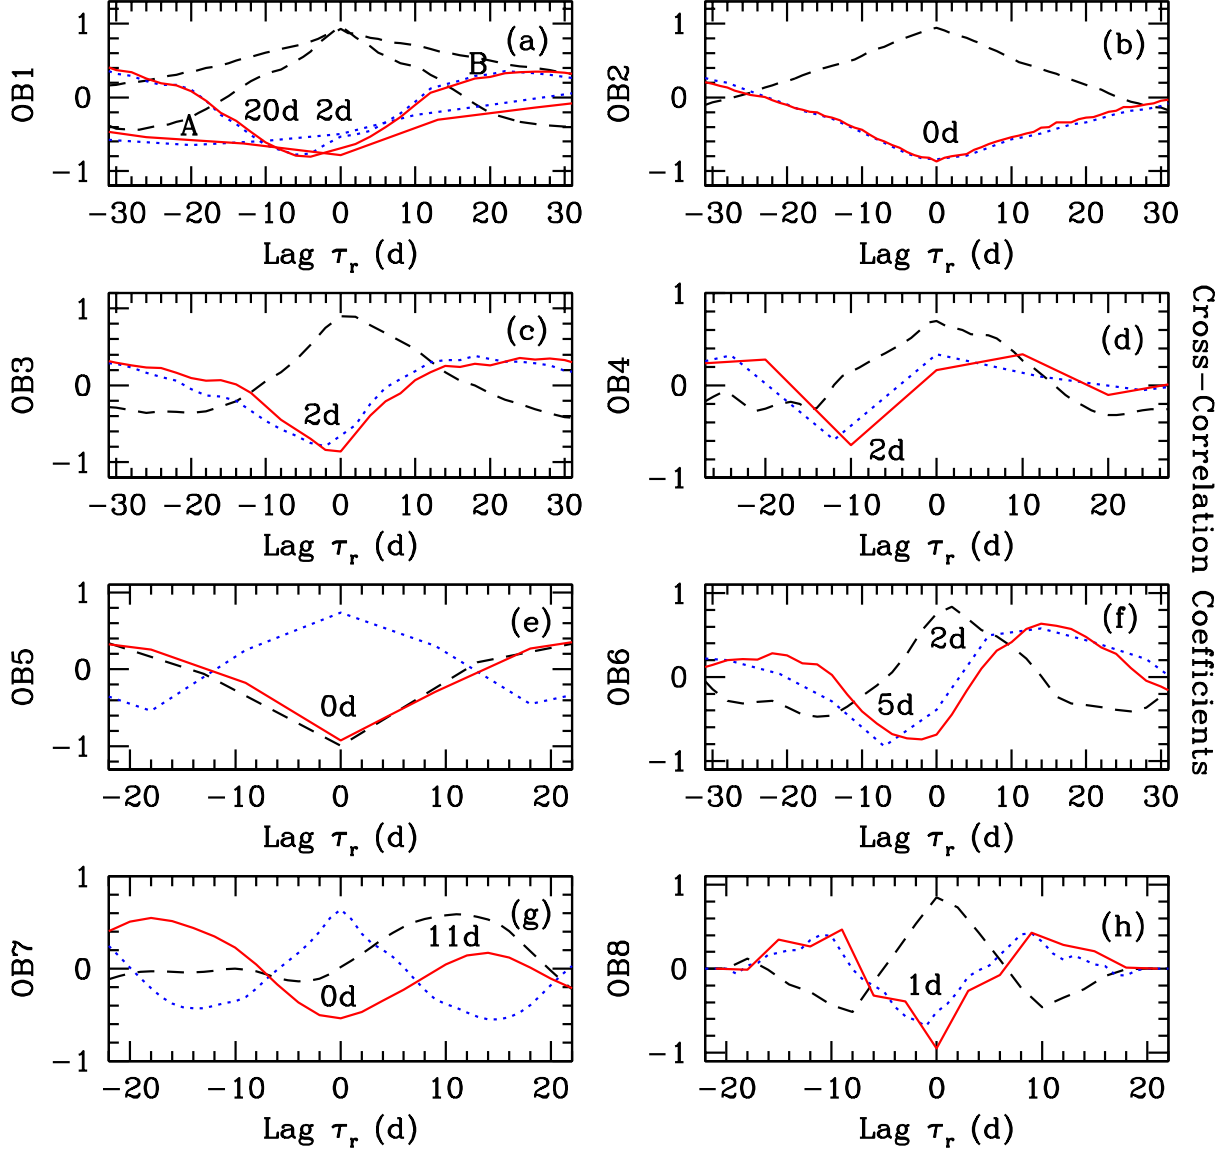 1
0
−1
OB1
(a)
B
20d 2d
A
−30 −20 −10 0 10 20 30
Lag τr (d)
1
0
−1
OB2
(b)
0d
−30 −20 −10 0 10 20 30
Lag τr (d)
1
0
−1
OB3
(c)
2d
−30 −20 −10 0 10 20 30
Lag τr (d)
1
0
−1
OB4
(d)
2d
−20 −10 0 10 20
Lag τr (d)
1
0
−1
OB5
(e)
0d
−20 −10 0 10 20
Lag τr (d)
1
0
−1
OB6
(f)
2d
5d
−30 −20 −10 0 10 20 30
Lag τr (d)
1
0
−1
OB7
(g)
11d
0d
−20 −10 0 10 20
Lag τr (d)
1
0
−1
OB8
(h)
1d
−20 −10 0 10 20
Lag τr (d)
Cross−Correlation Coefficients